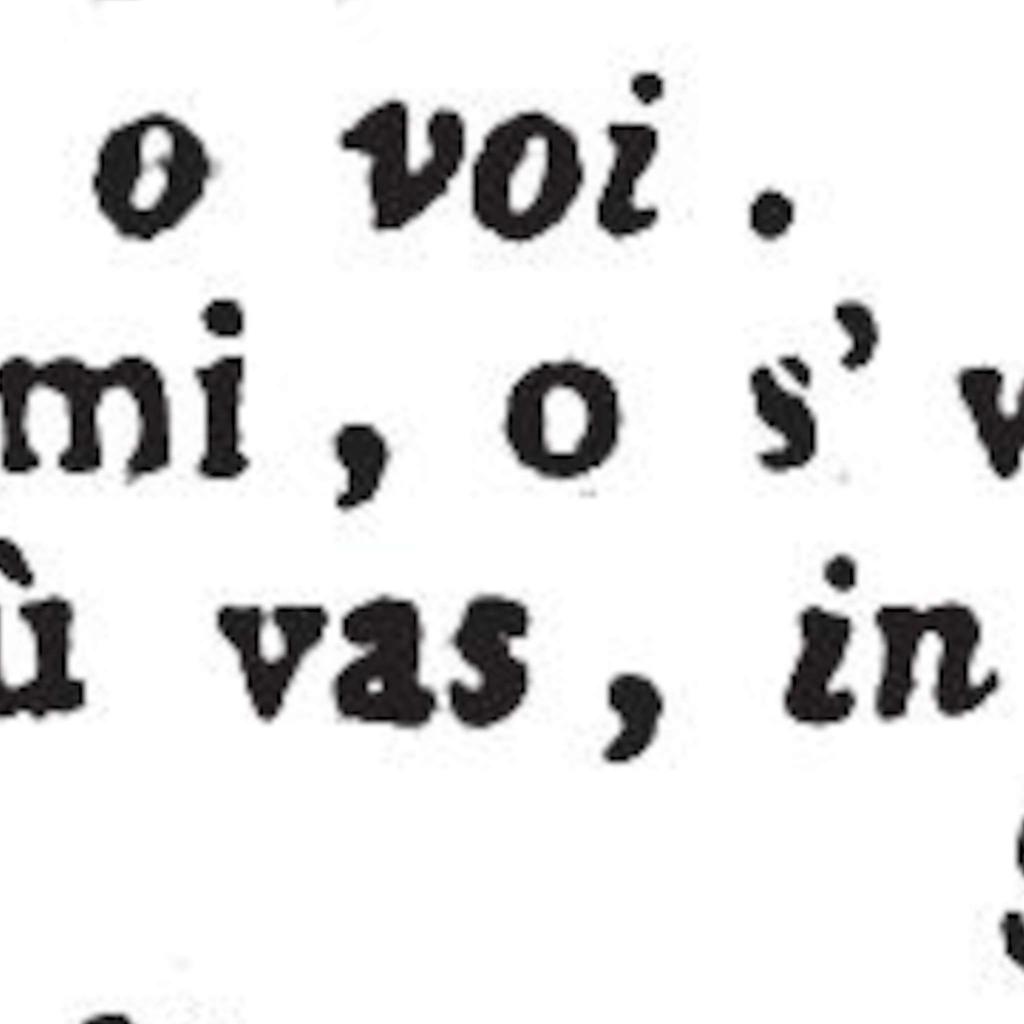 o voi .
mi , o s' v
ù vas , in